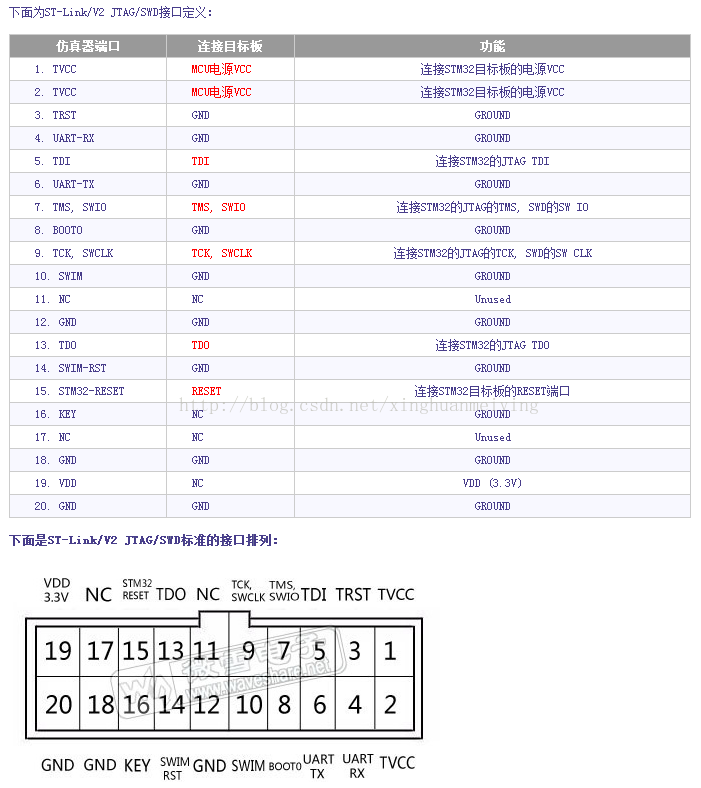 下面为ST-Link/V2 JTAG/SWD接口定义:
仿真器端口 连接目标板 功能
1. TVCC MCU电源VCC 连接STM32目标板的电源VCC
2. TVCC MCU电源VCC 连接STM32目标板的电源VCC
3. TRST GND GROUND
4. UART-RX GND GROUND
5. TDI TDI 连接STM32的JTAG TDI
6. UART-TX GND GROUND
7. TMS, SWIO TMS, SWIO 连接STM32的JTAG的TMS, SWD的SW IO
8. BOOT0 GND GROUND
9. TCK, SWCLK TCK, SWCLK 连接STM32的JTAG的TCK, SWD的SW CLK
10. SWIM GND GROUND
11. NC NC Unused
12. GND GND GROUND
13. TDO TDO 连接STM32的JTAG TDO
14. SWIM-RST GND GROUND
15. STM32-RESET RESET 连接STM32目标板的RESET端口
http://blog.csdn.net/xinghuanmeiying
16. KEY NC GROUND
17. NC NC Unused
18. GND GND GROUND
19. VDD NC VDD (3.3V)
20. GND GND GROUND
下面是ST-Link/V2 JTAG/SWD标准的接口排列:
VDD 3.3V NC STM32 RESET TDO NC TCK, SWCLK TMS, SWIO TDI TRST TVCC
19 17 15 13 11 9 7 5 3 1
微雪电子
www.waveshare.net
20 18 16 14 12 10 8 6 4 2
GND GND KEY SWIM RST GND SWIM BOOT0 UART TX UART RX TVCC